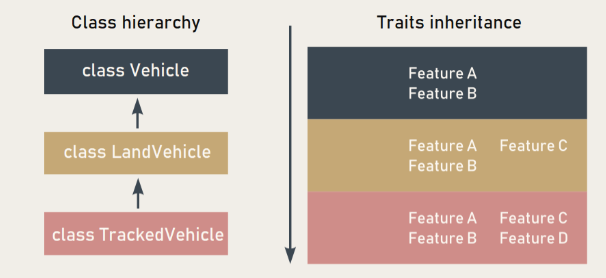 Class hierarchy
class Vehicle
class LandVehicle
class TrackedVehicle
Traits inheritance
Feature A
Feature B
Feature A Feature C
Feature B
Feature A Feature C
Feature B Feature D